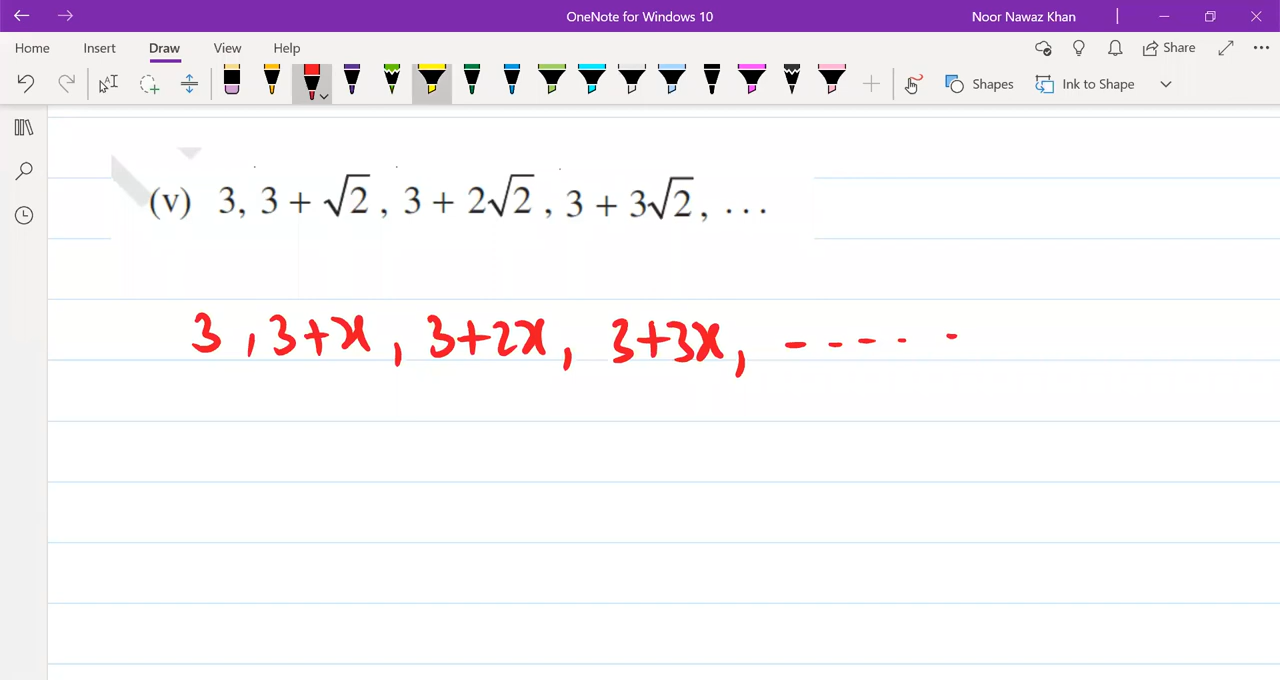 OneNote for Windows 10
Noor Nawaz Khan
Home Insert Draw View Help Share
Shapes Ink to Shape
(v) 3, 3 + √2 , 3 + 2√2 , 3 + 3√2 , ...
3 , 3+x , 3+2x , 3+3x , - - - - -